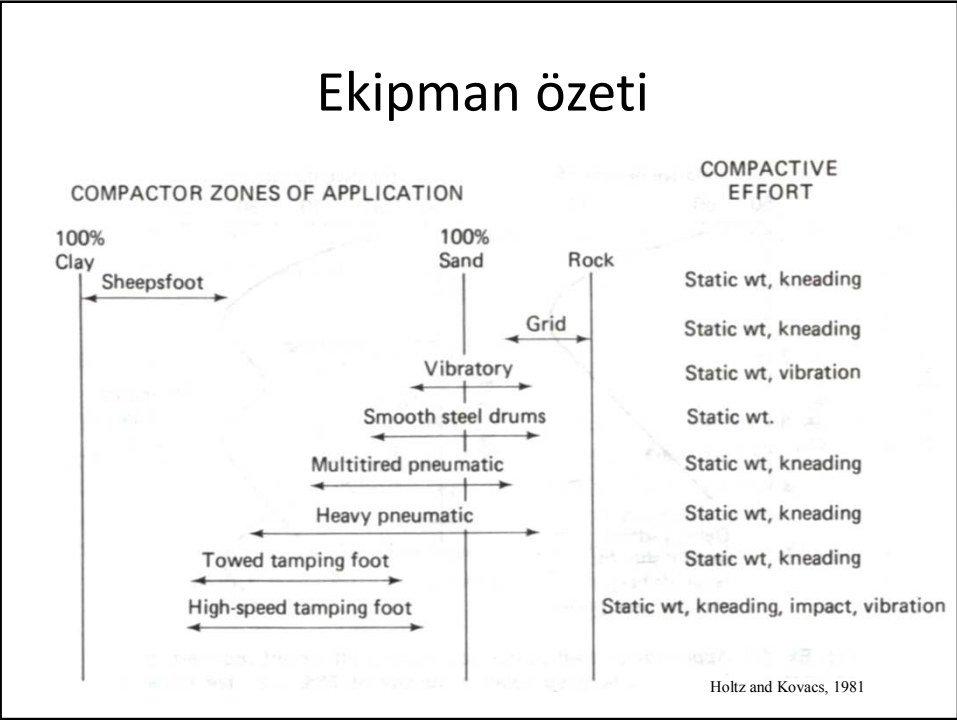 Ekipman özeti
COMPACTOR ZONES OF APPLICATION
COMPACTIVE
EFFORT
100%
Clay
100%
Sand
Rock
Sheepsfoot
Static wt, kneading
Grid
Static wt, kneading
Vibratory
Static wt, vibration
Smooth steel drums
Static wt.
Multitired pneumatic
Static wt, kneading
Heavy pneumatic
Static wt, kneading
Towed tamping foot
Static wt, kneading
High-speed tamping foot
Static wt, kneading, impact, vibration
Holtz and Kovacs, 1981